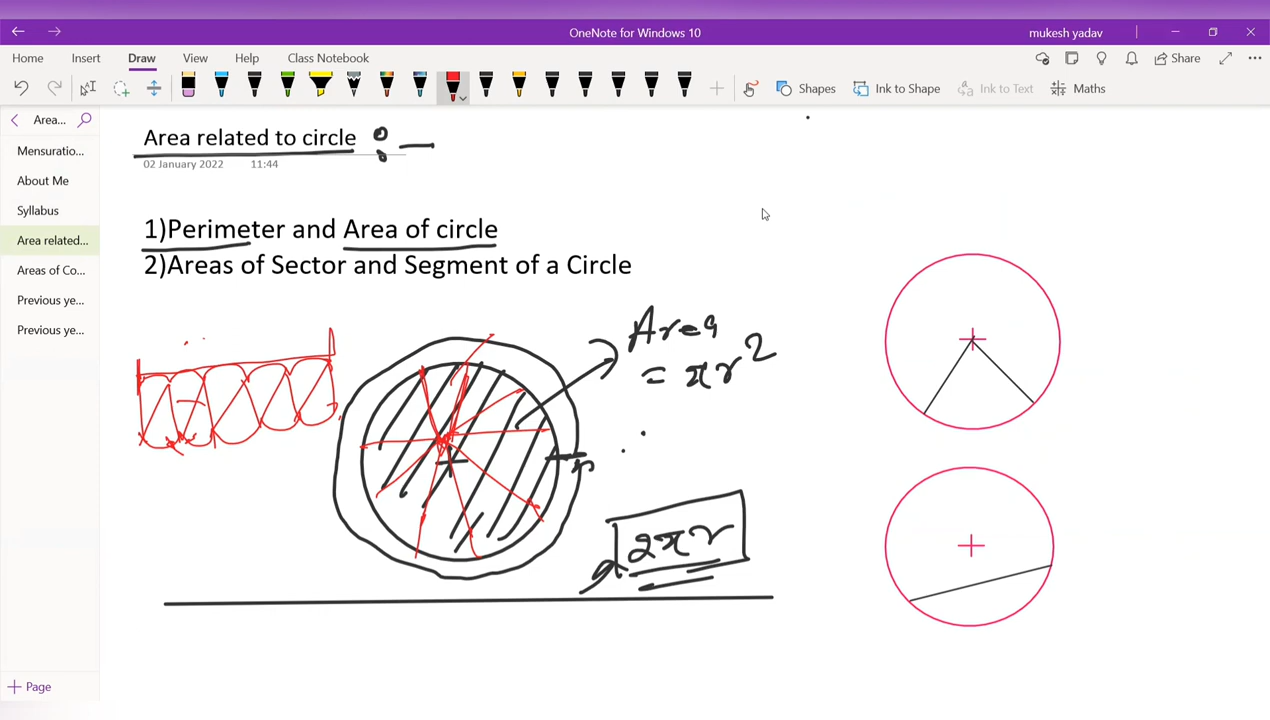 OneNote for Windows 10
mukesh yadav
Home Insert Draw View Help Class Notebook
Share
Shapes Ink to Shape Ink to Text Maths
Area...
Mensuratio...
About Me
Syllabus
Area related...
Areas of Co...
Previous ye...
Previous ye...
Page
Area related to circle :-
02 January 2022 11:44
1)Perimeter and Area of circle
2)Areas of Sector and Segment of a Circle
Area
= πr²
2πr